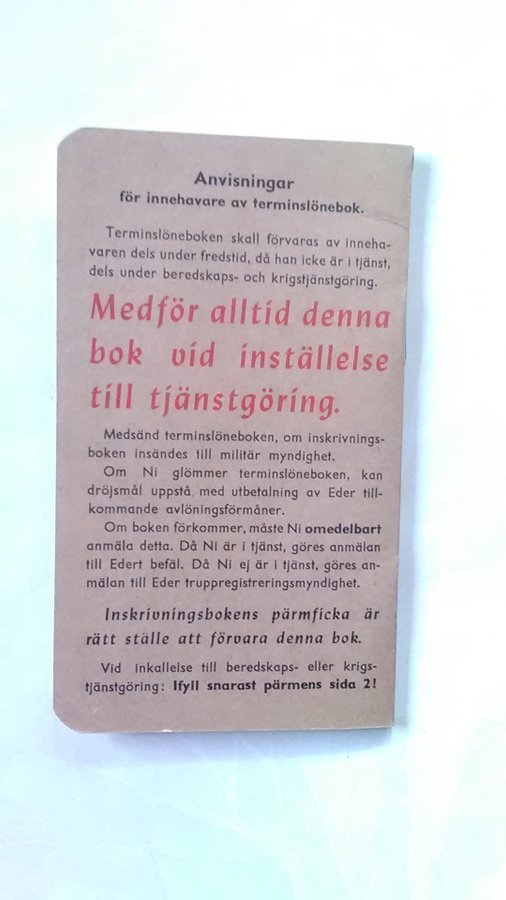 Anvisningar
för innehavare av terminslönebok.
Terminslöneboken skall förvaras av inneha-
varen dels under fredstid, då han icke är i tjänst,
dels under beredskaps- och krigstjänstgöring.
Medför alltid denna
bok vid inställelse
till tjänstgöring.
Medsänd terminslöneboken, om inskrivnings-
boken insändes till militär myndighet.
Om Ni glömmer terminslöneboken, kan
dröjsmål uppstå med utbetalning av Eder till-
kommande avlöningsförmåner.
Om boken förkommer, måste Ni omedelbart
anmäla detta. Då Ni är i tjänst, göres anmälan
till Edert befäl. Då Ni ej är i tjänst, göres an-
mälan till Eder truppregistreringsmyndighet.
Inskrivningsbokens pärmficka är
rätt ställe att förvara denna bok.
Vid inkallelse till beredskaps- eller krigs-
tjänstgöring: Ifyll snarast pärmens sida 2!